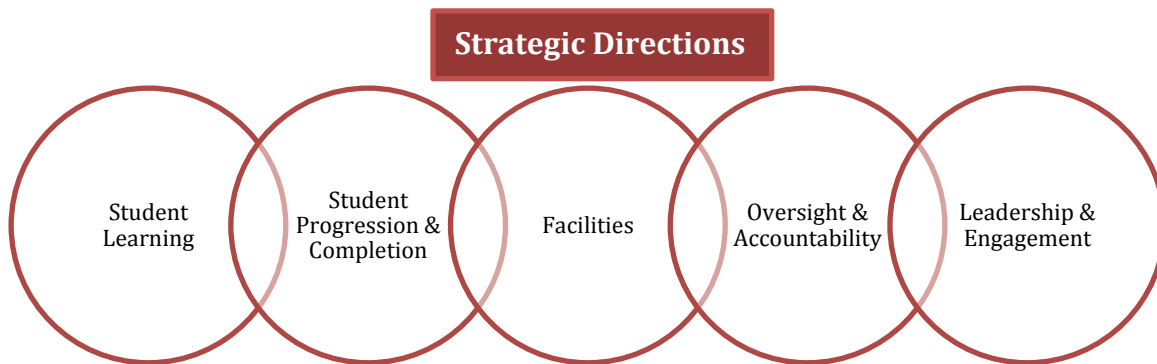 Strategic Directions
Student
Learning
Student
Progression &
Completion
Facilities
Oversight &
Accountability
Leadership &
Engagement